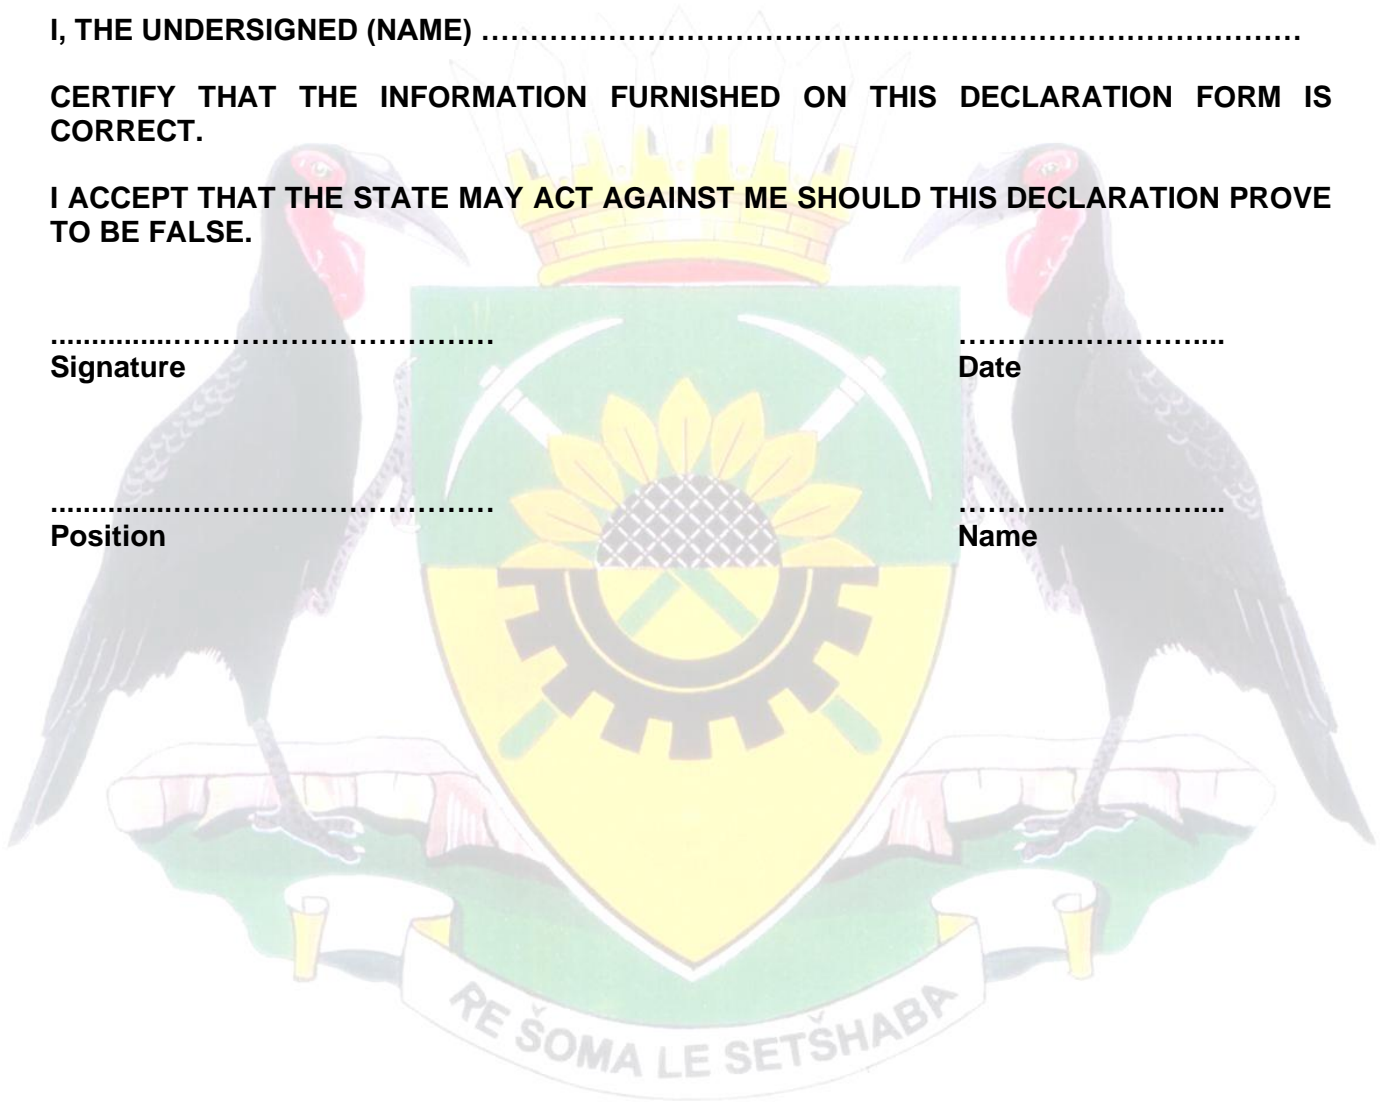 I, THE UNDERSIGNED (NAME) ……………………………………………………………………………
CERTIFY THAT THE INFORMATION FURNISHED ON THIS DECLARATION FORM IS
CORRECT.
I ACCEPT THAT THE STATE MAY ACT AGAINST ME SHOULD THIS DECLARATION PROVE
TO BE FALSE.
...............…………………………… ……………………....
Signature Date
...............…………………………… ……………………....
Position Name
RE ŠOMA LE SETŠHABA